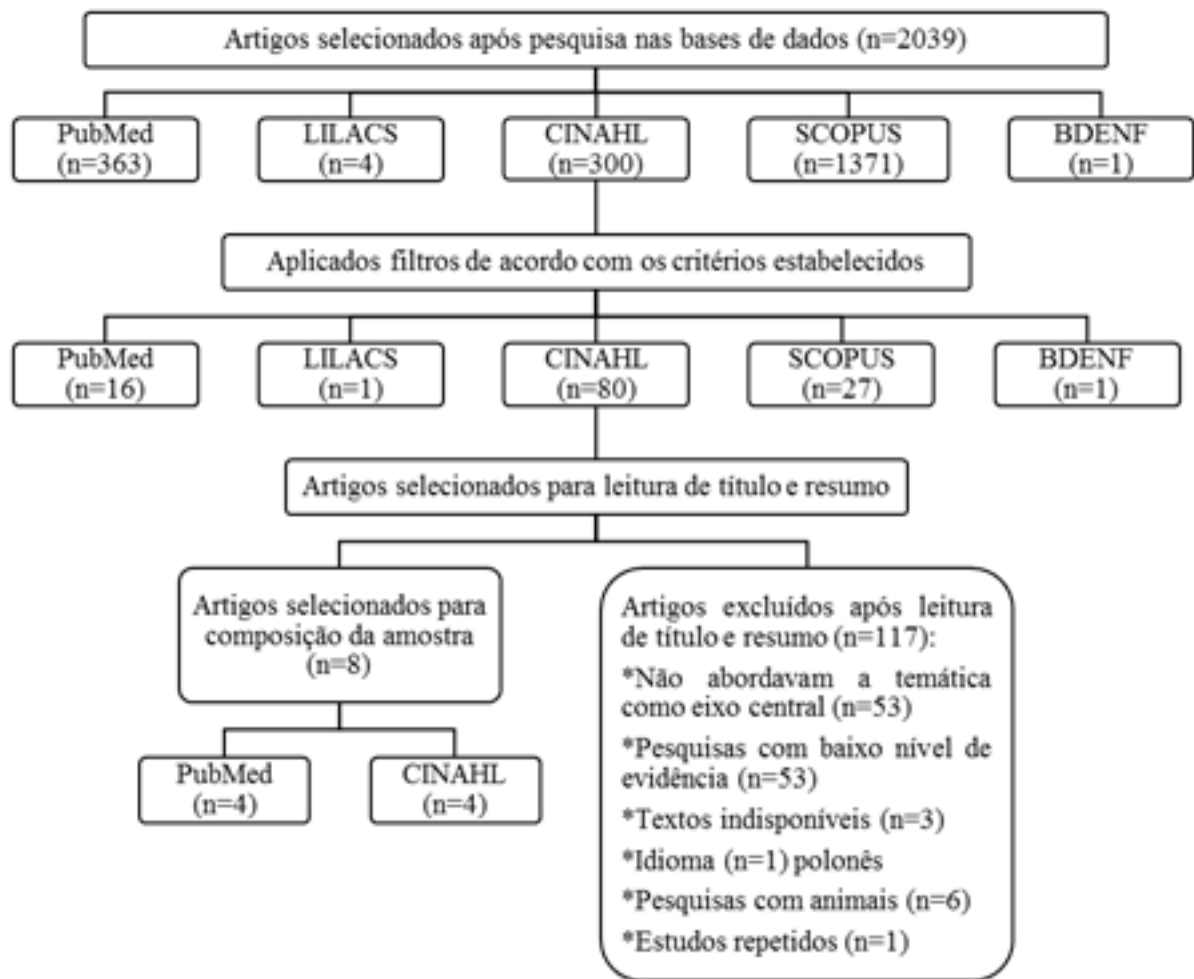 Artigos selecionados após pesquisa nas bases de dados (n=2039)
PubMed
(n=363)
LILACS
(n=4)
CINAHL
(n=300)
SCOPUS
(n=1371)
BDENF
(n=1)
Aplicados filtros de acordo com os critérios estabelecidos
PubMed
(n=16)
LILACS
(n=1)
CINAHL
(n=80)
SCOPUS
(n=27)
BDENF
(n=1)
Artigos selecionados para leitura de título e resumo
Artigos selecionados para
composição da amostra
(n=8)
PubMed
(n=4)
CINAHL
(n=4)
Artigos excluídos após leitura
de título e resumo (n=117):
*Não abordavam a temática
como eixo central (n=53)
*Pesquisas com baixo nível de
evidência (n=53)
*Textos indisponíveis (n=3)
*Idioma (n=1) polonês
*Pesquisas com animais (n=6)
*Estudos repetidos (n=1)